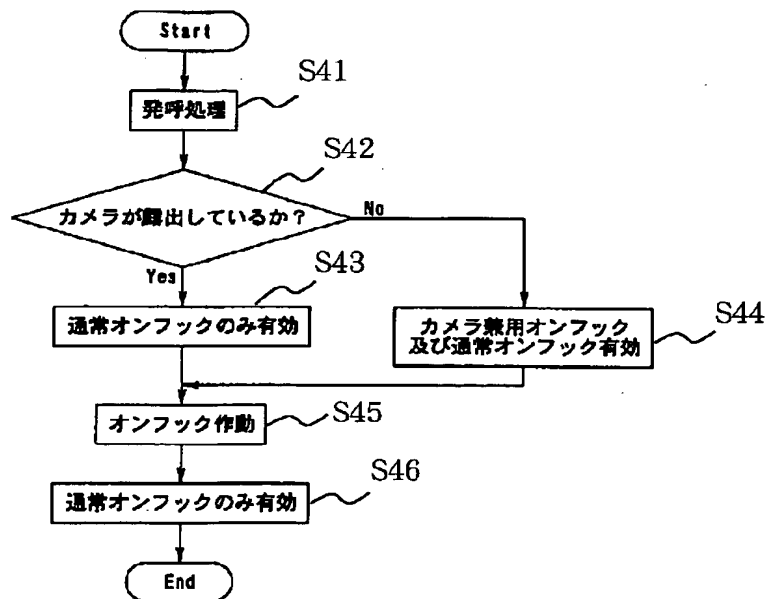 Start
S41
発呼処理
S42
カメラが露出しているか？
No
Yes
S43
通常オンフックのみ有効
カメラ兼用オンフック
及び通常オンフック有効
S44
オンフック作動
S45
S46
通常オンフックのみ有効
End